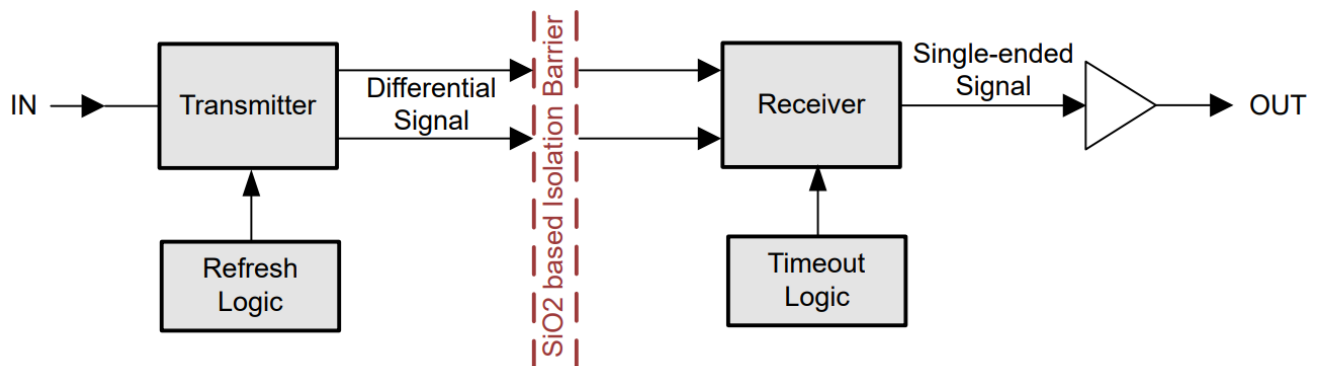 IN
Transmitter
Differential
Signal
SiO2 based Isolation Barrier
Receiver
Single-ended
Signal
OUT
Refresh
Logic
Timeout
Logic